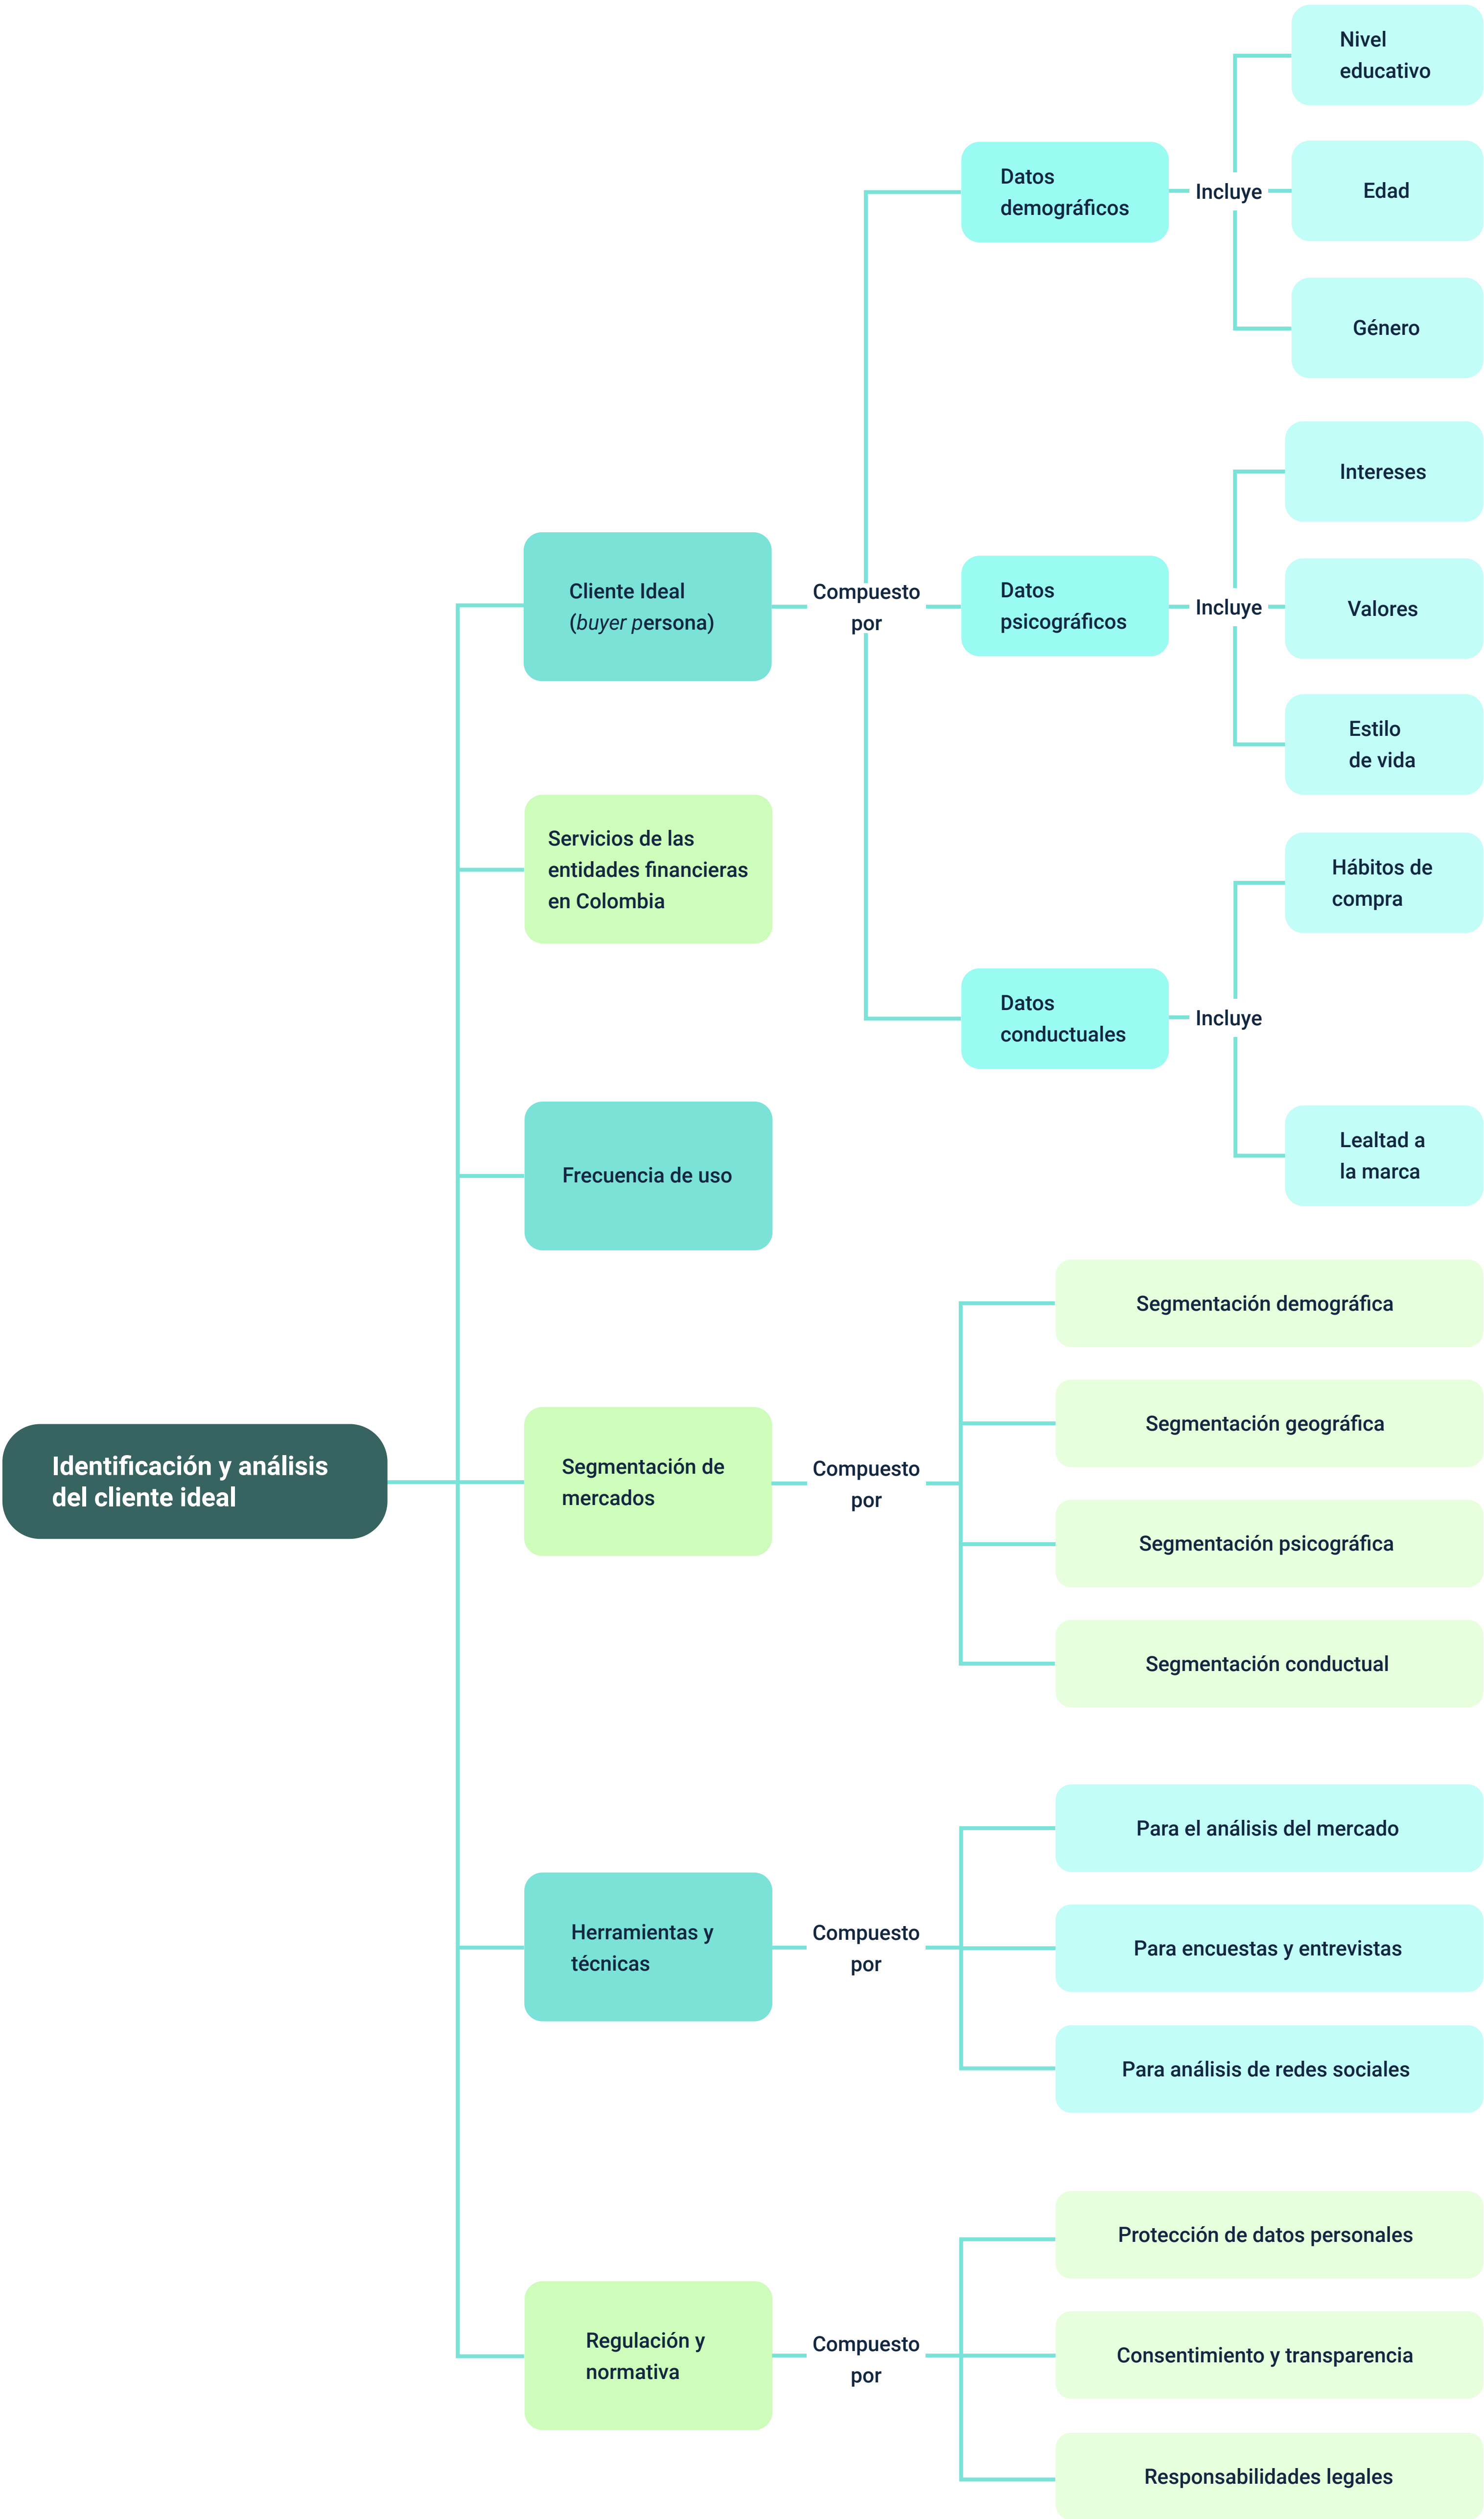 Identificación y análisis
del cliente ideal
Cliente Ideal
(buyer persona)
Compuesto
por
Datos
demográficos
Incluye
Nivel
educativo
Edad
Género
Datos
psicográficos
Incluye
Intereses
Valores
Estilo
de vida
Datos
conductuales
Incluye
Hábitos de
compra
Lealtad a
la marca
Servicios de las
entidades financieras
en Colombia
Frecuencia de uso
Segmentación de
mercados
Compuesto
por
Segmentación demográfica
Segmentación geográfica
Segmentación psicográfica
Segmentación conductual
Herramientas y
técnicas
Compuesto
por
Para el análisis del mercado
Para encuestas y entrevistas
Para análisis de redes sociales
Regulación y
normativa
Compuesto
por
Protección de datos personales
Consentimiento y transparencia
Responsabilidades legales